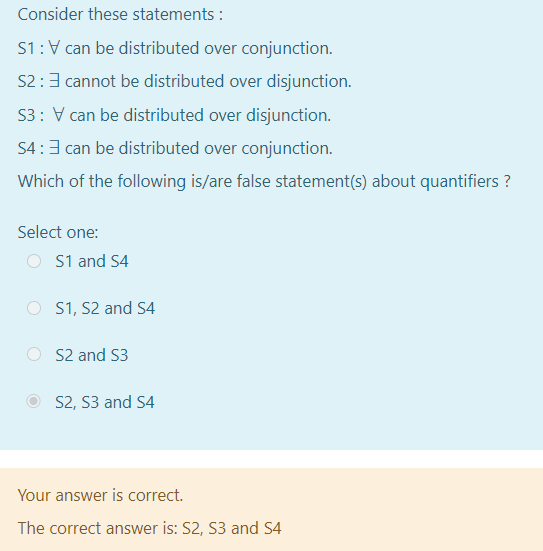 Consider these statements :
S1 : ∀ can be distributed over conjunction.
S2 : ∃ cannot be distributed over disjunction.
S3 : ∀ can be distributed over disjunction.
S4 : ∃ can be distributed over conjunction.
Which of the following is/are false statement(s) about quantifiers ?
Select one:
S1 and S4
S1, S2 and S4
S2 and S3
S2, S3 and S4
Your answer is correct.
The correct answer is: S2, S3 and S4